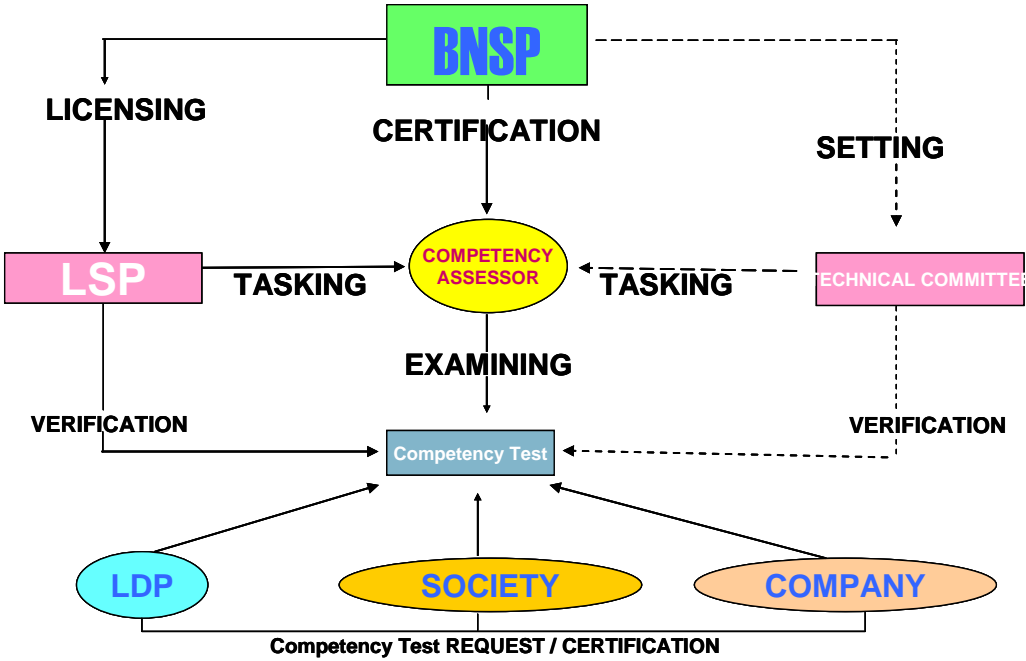 BNSP
LICENSING
CERTIFICATION
SETTING
COMPETENCY
ASSESSOR
LSP
TASKING
TASKING
TECHNICAL COMMITTEE
EXAMINING
VERIFICATION
VERIFICATION
Competency Test
LDP
SOCIETY
COMPANY
Competency Test REQUEST / CERTIFICATION